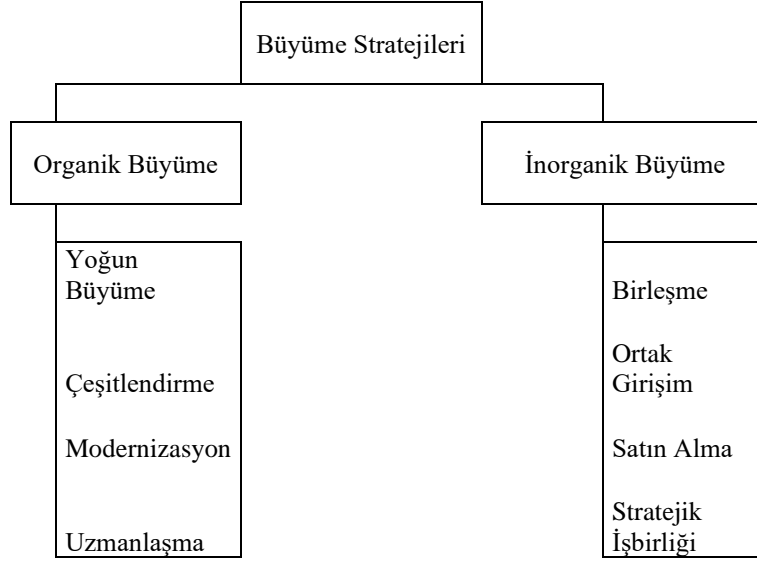 Büyüme Stratejileri
Organik Büyüme
İnorganik Büyüme
Yoğun
Büyüme
Çeşitlendirme
Modernizasyon
Uzmanlaşma
Birleşme
Ortak
Girişim
Satın Alma
Stratejik
İşbirliği